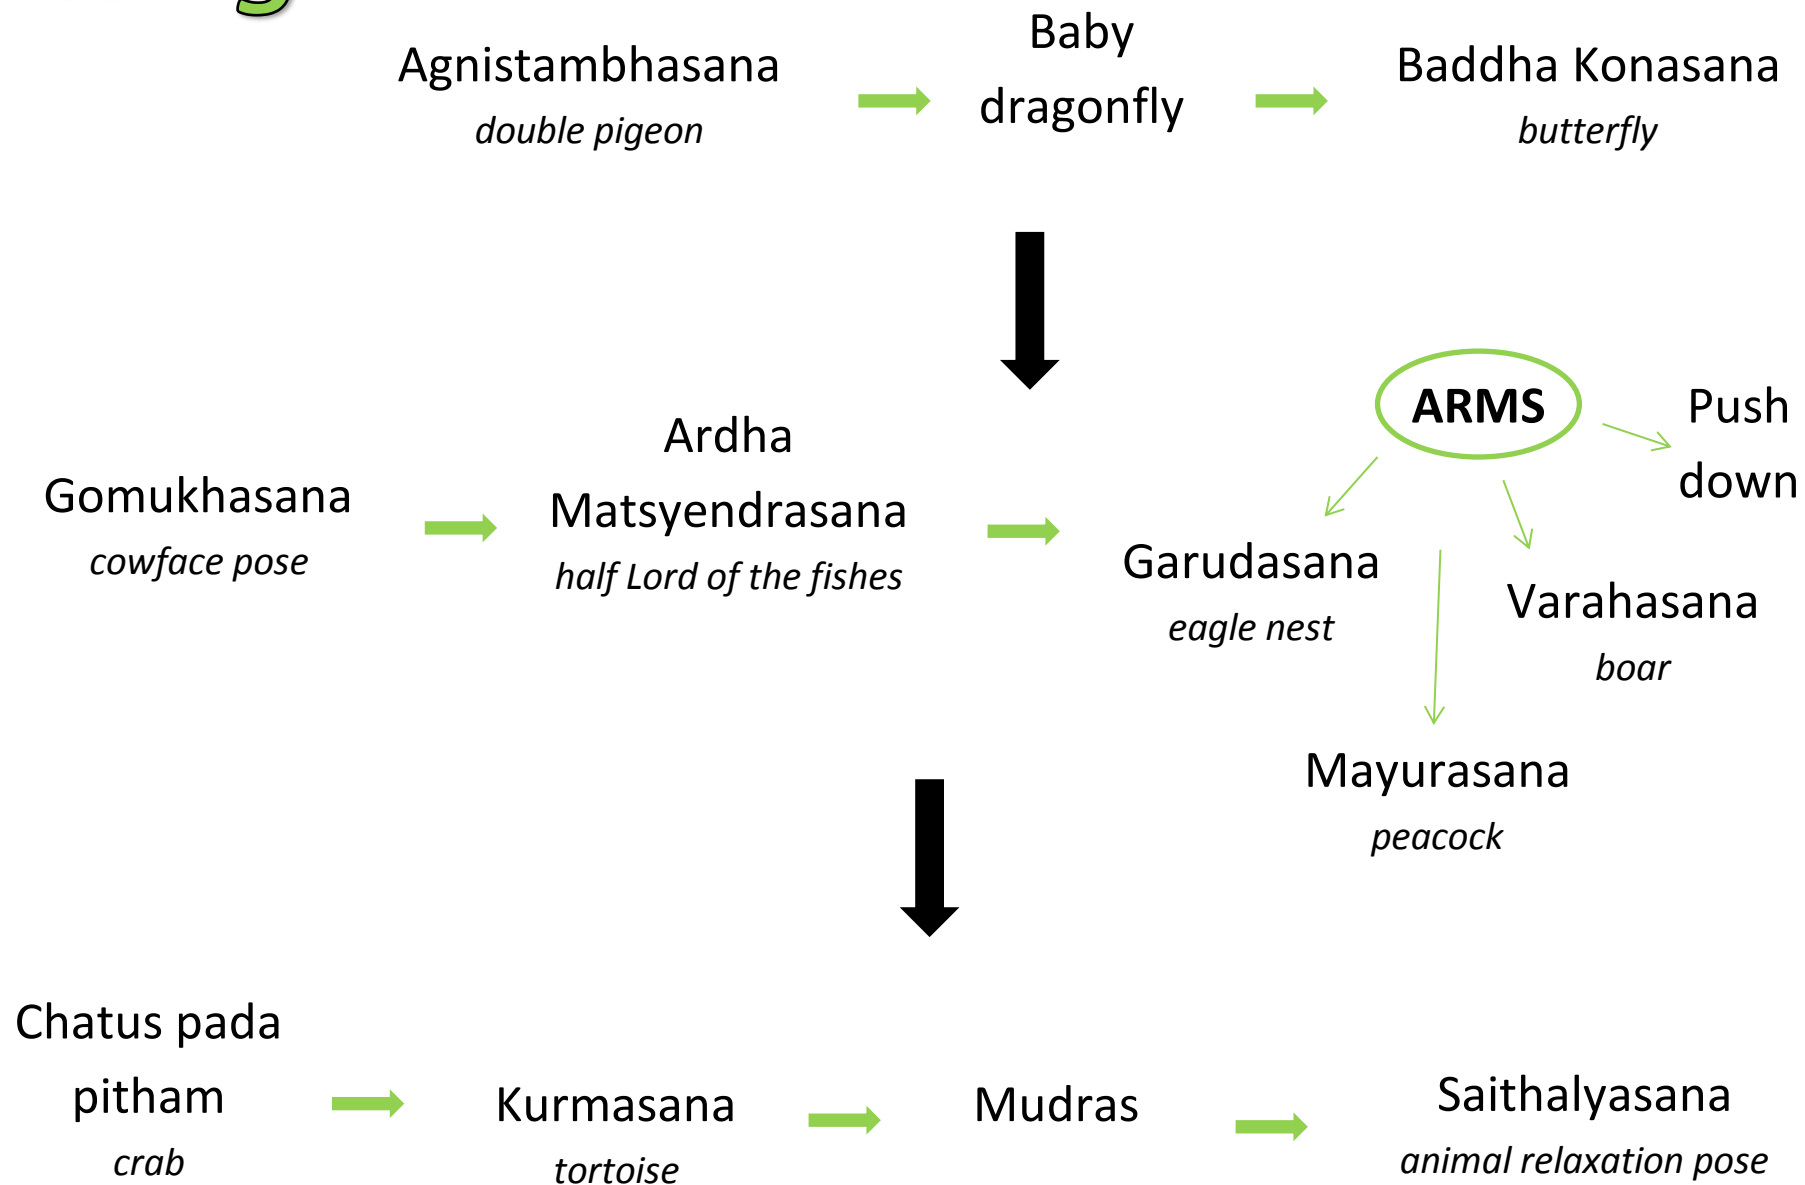 Agnistambhasana
double pigeon
Baby
dragonfly
Baddha Konasana
butterfly
Gomukhasana
cowface pose
Ardha
Matsyendrasana
half Lord of the fishes
ARMS
Push
down
Garudasana
eagle nest
Varahasana
boar
Mayurasana
peacock
Chatus pada
pitham
crab
Kurmasana
tortoise
Mudras
Saithalyasana
animal relaxation pose